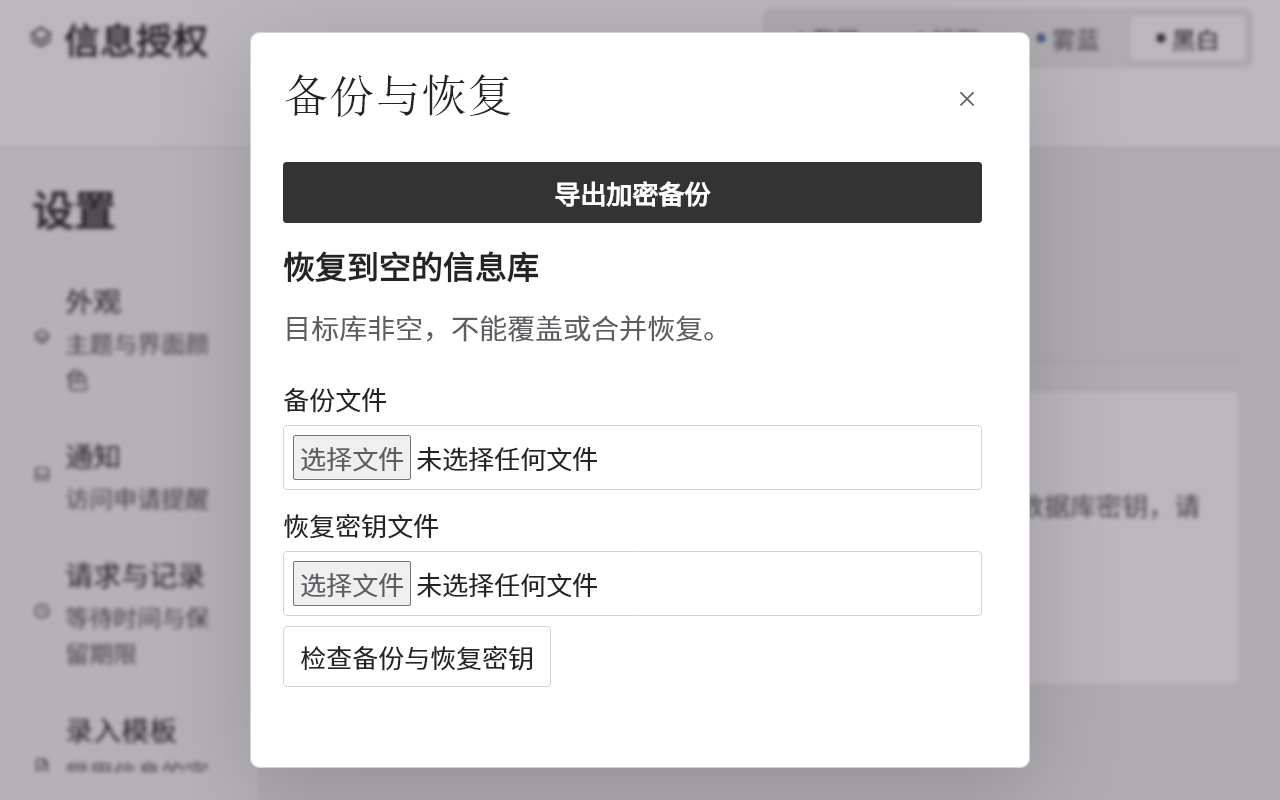 信息授权
雾蓝
黑白
备份与恢复
导出加密备份
恢复到空的信息库
目标库非空，不能覆盖或合并恢复。
备份文件
选择文件 未选择任何文件
恢复密钥文件
选择文件 未选择任何文件
检查备份与恢复密钥
设置
外观
主题与界面颜
色
通知
访问申请提醒
请求与记录
等待时间与保
留期限
录入模板
数据库密钥，请